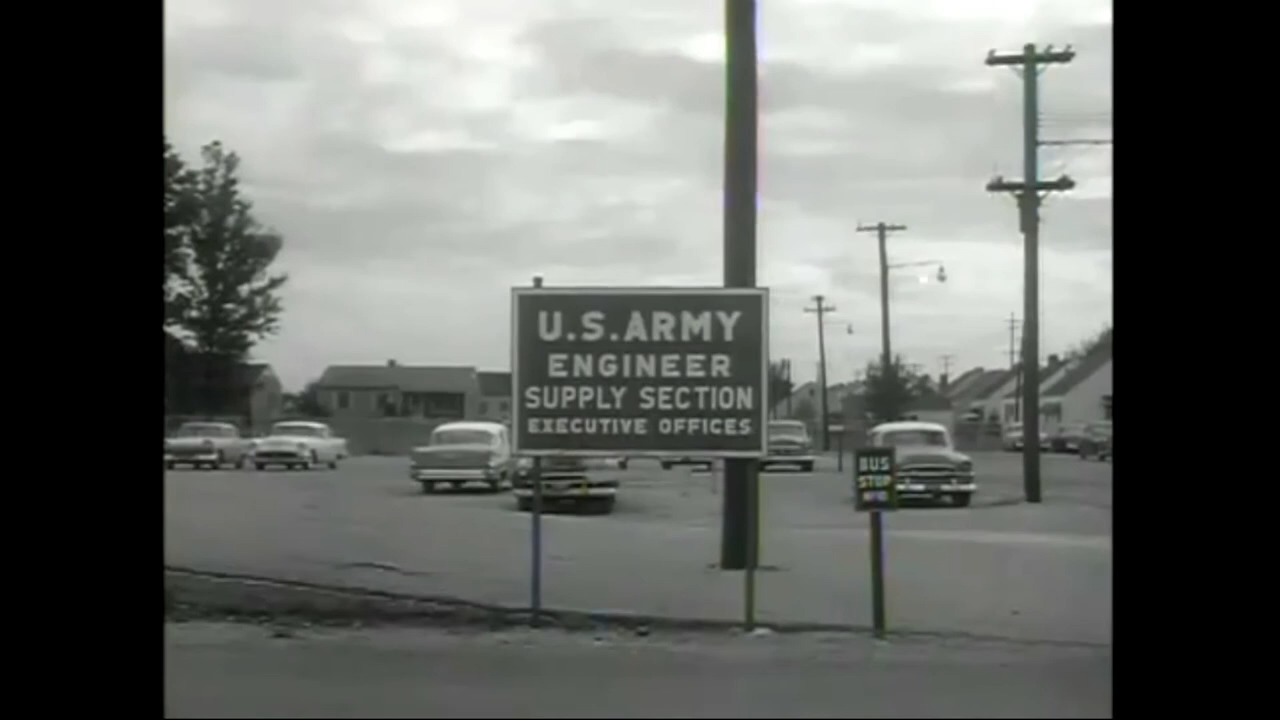 U.S. ARMY
ENGINEER
SUPPLY SECTION
EXECUTIVE OFFICES
BUS
STOP